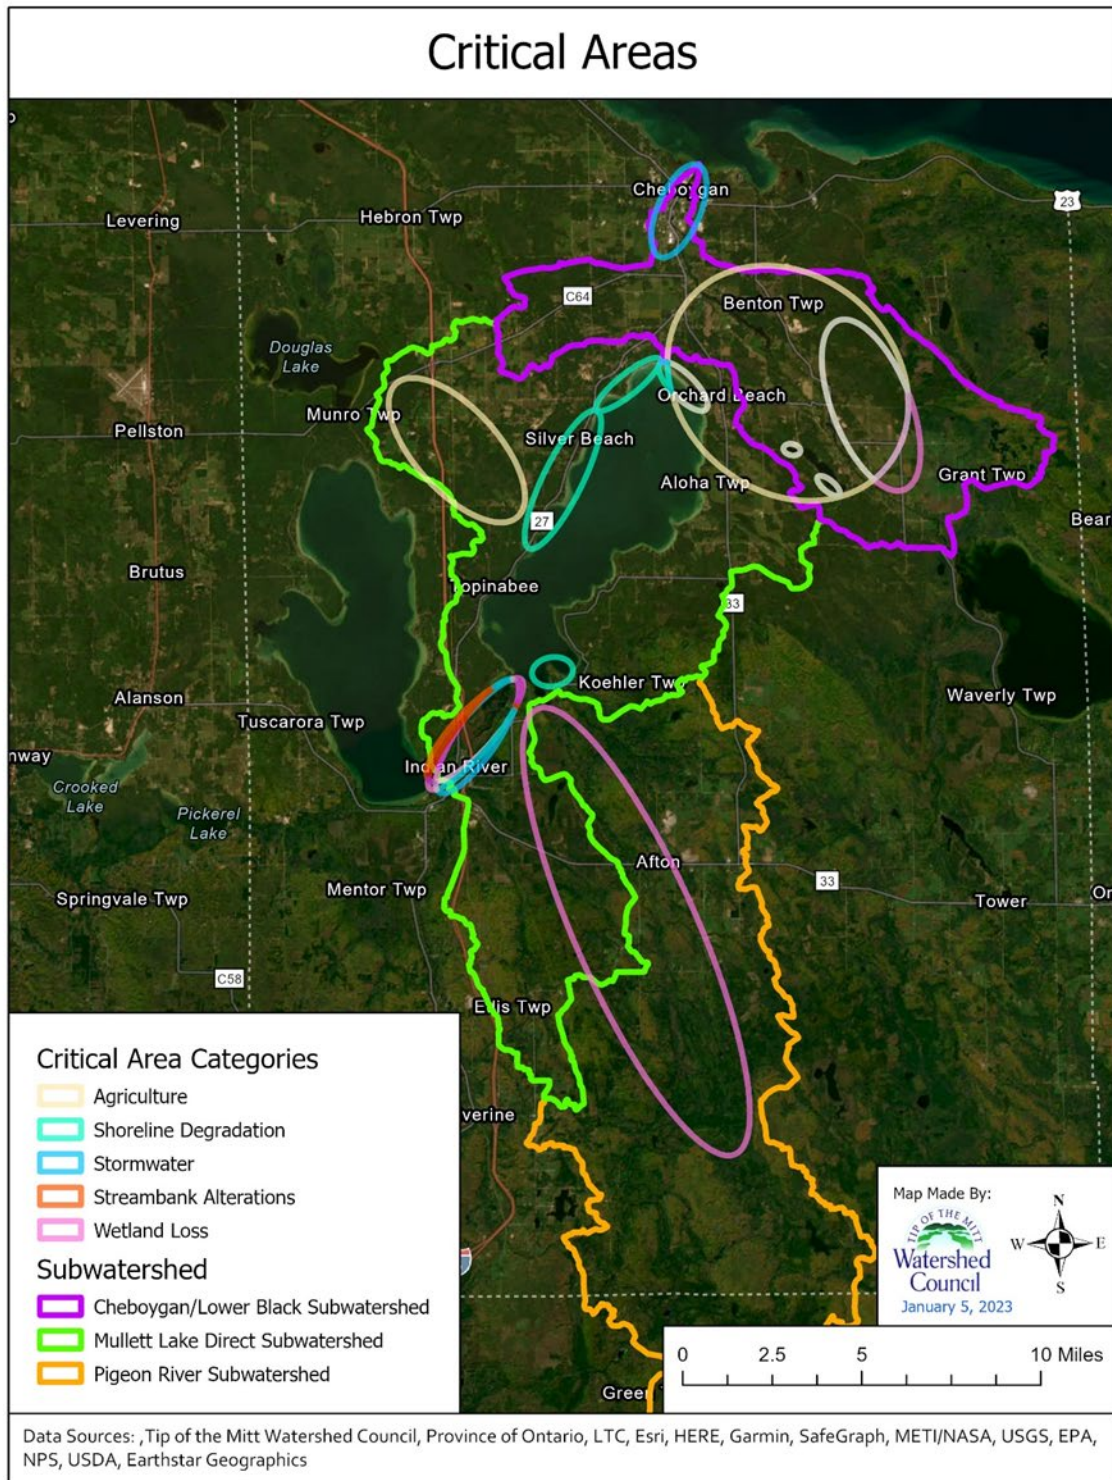 Critical Areas
Cheboygan
23
Levering
Hebron Twp
C64
Benton Twp
Douglas
Lake
Munro Twp
Orchard Beach
Pellston
Silver Beach
Aloha Twp
Grant Twp
27
Bear
Brutus
Topinabee
33
Koehler Twp
Alanson
Waverly Twp
Tuscarora Twp
nway
Indian River
Crooked
Lake
Pickerel
Lake
Afton
Mentor Twp
33
Springvale Twp
Tower
C58
Ellis Twp
verine
Green
Critical Area Categories
Agriculture
Shoreline Degradation
Stormwater
Streambank Alterations
Wetland Loss
Subwatershed
Cheboygan/Lower Black Subwatershed
Mullett Lake Direct Subwatershed
Pigeon River Subwatershed
Map Made By:
TIP OF THE MITT
Watershed
Council
January 5, 2023
N
W E
S
0 2.5 5 10 Miles
Data Sources: ,Tip of the Mitt Watershed Council, Province of Ontario, LTC, Esri, HERE, Garmin, SafeGraph, METI/NASA, USGS, EPA,
NPS, USDA, Earthstar Geographics